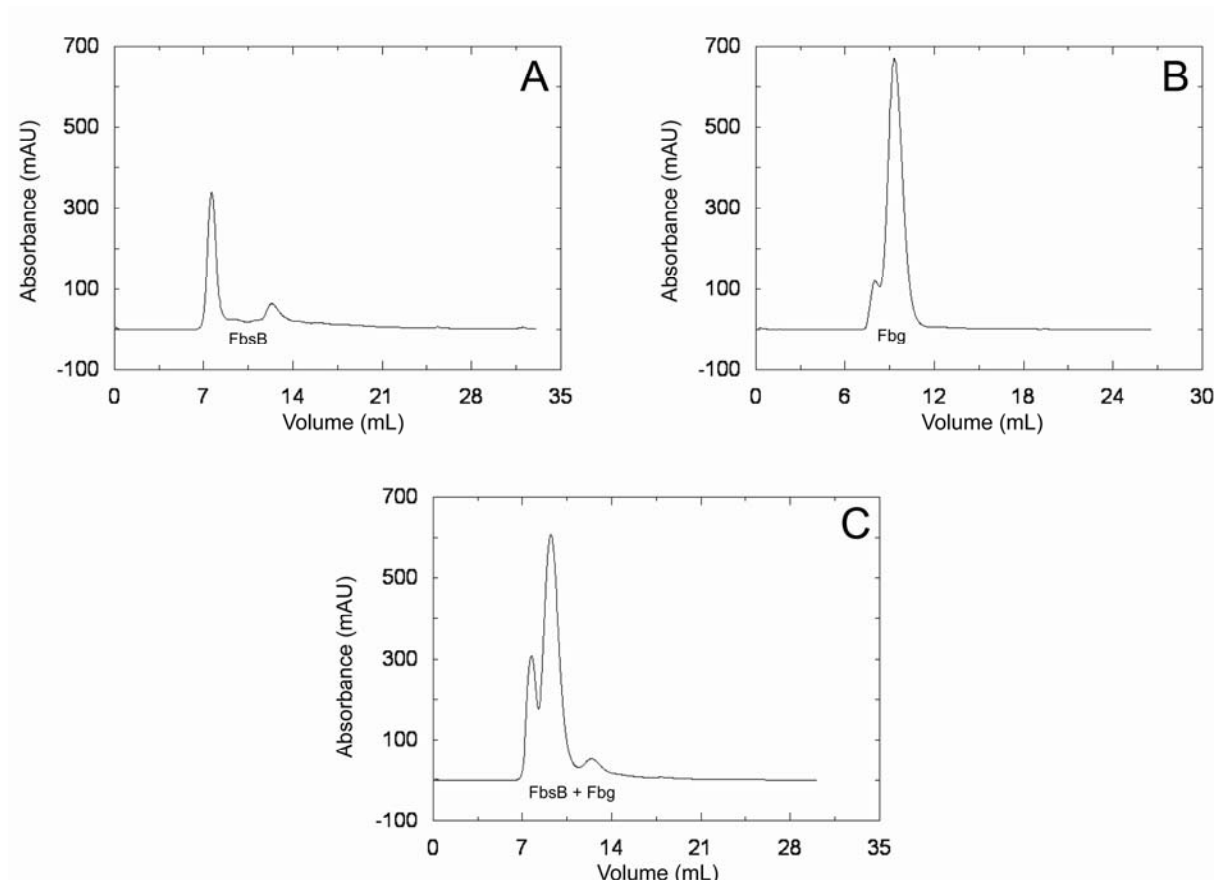 A
700
500
300
100
-100
Absorbance (mAU)
FbsB
0 7 14 21 28 35
Volume (mL)
B
700
500
300
100
-100
Absorbance (mAU)
Fbg
0 6 12 18 24 30
Volume (mL)
C
700
500
300
100
-100
Absorbance (mAU)
FbsB + Fbg
0 7 14 21 28 35
Volume (mL)